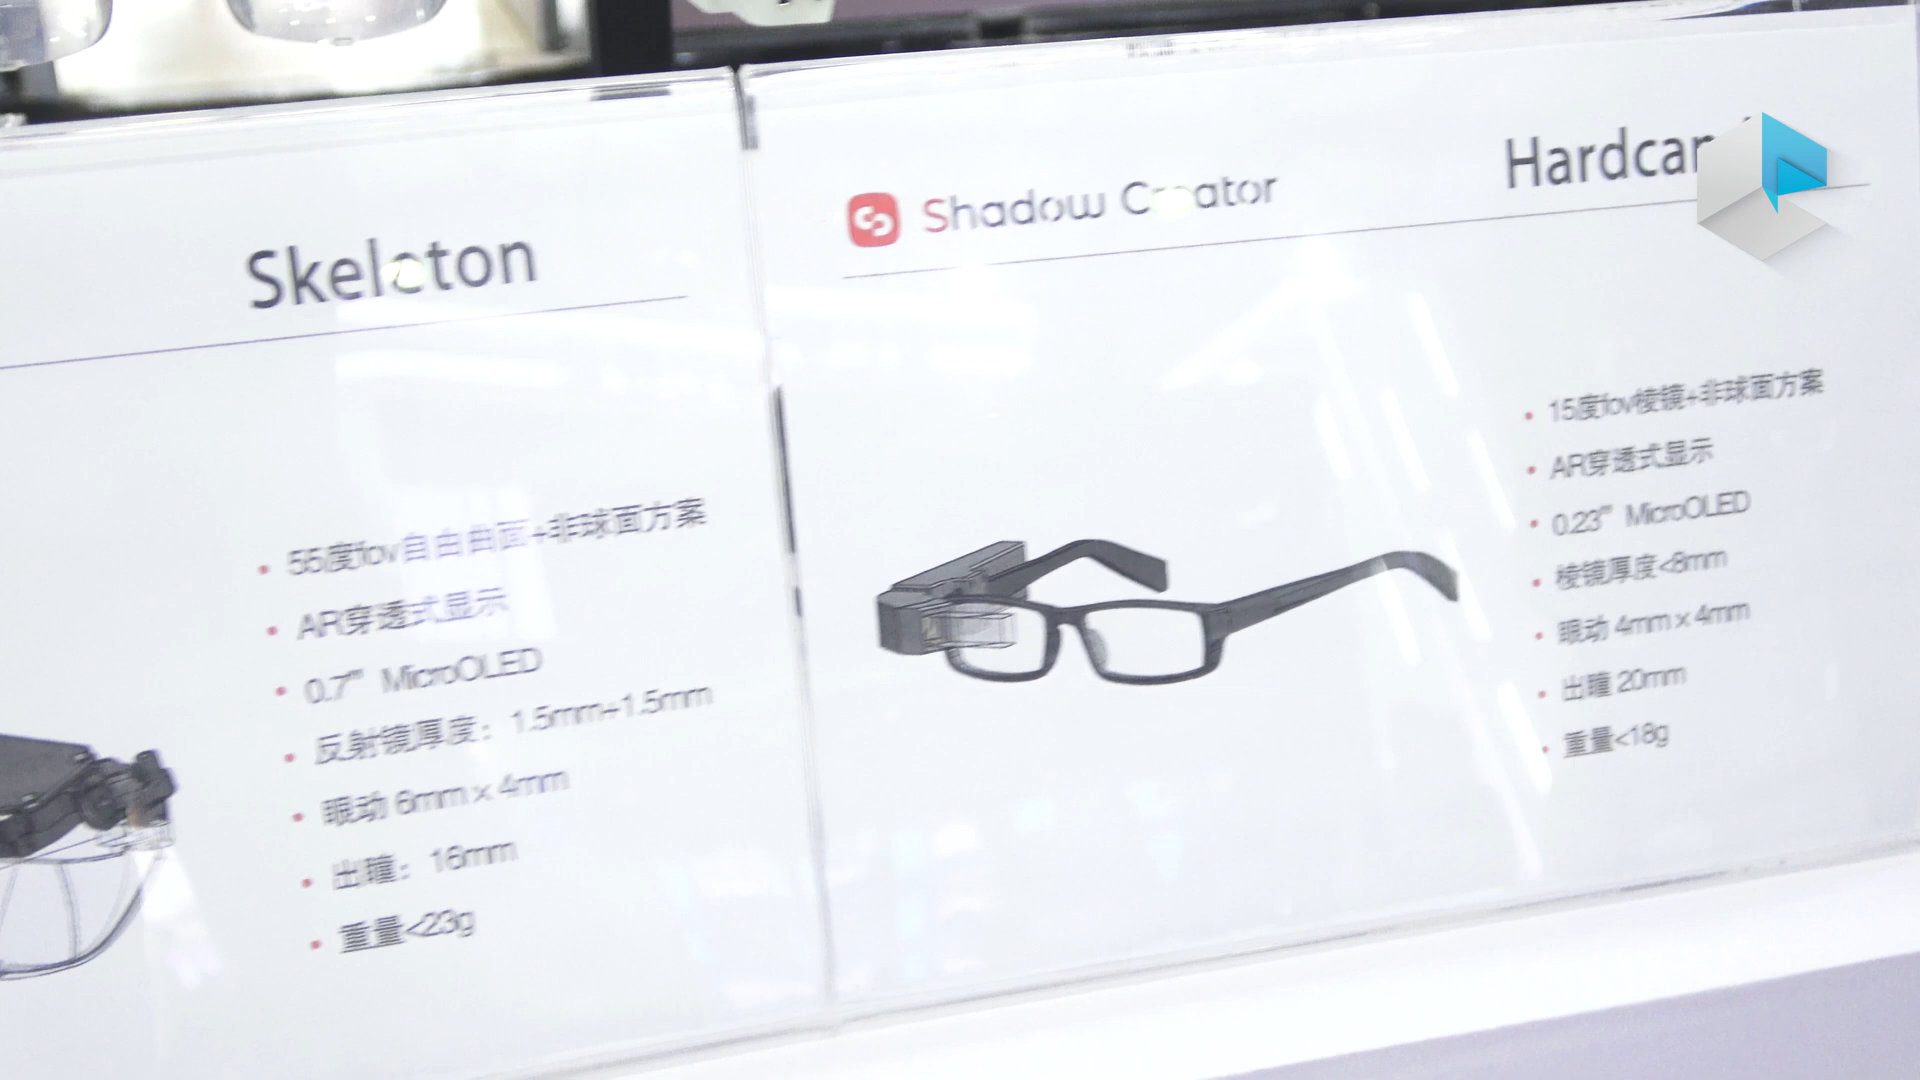 Skeleton
55度fov自由曲面+非球面方案
AR穿透式显示
0.7" MicroOLED
反射镜厚度：1.5mm+1.5mm
眼动 6mm x 4mm
出瞳：16mm
重量<23g
Shadow Creator
15度fov棱镜+非球面方案
AR穿透式显示
0.23" MicroOLED
棱镜厚度<8mm
眼动 4mm x 4mm
出瞳 20mm
重量<18g